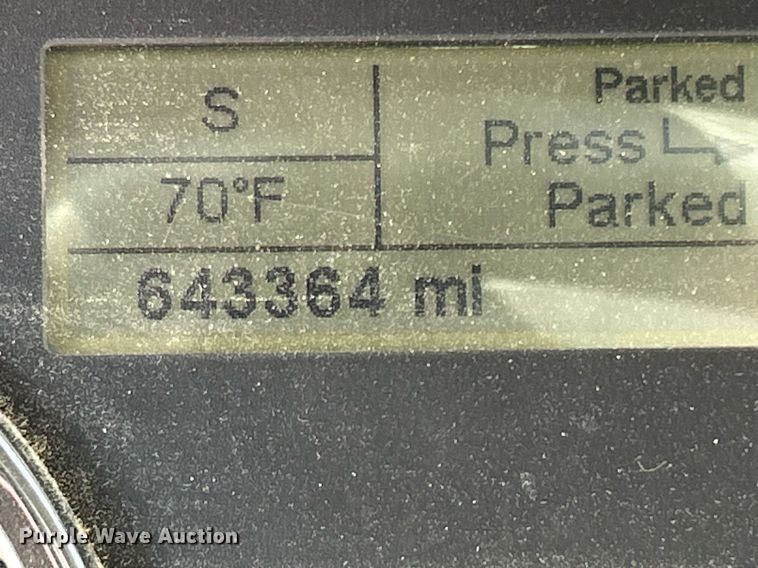 S
70°F
Parked
Press
Parked
643364 mi
Purple Wave Auction